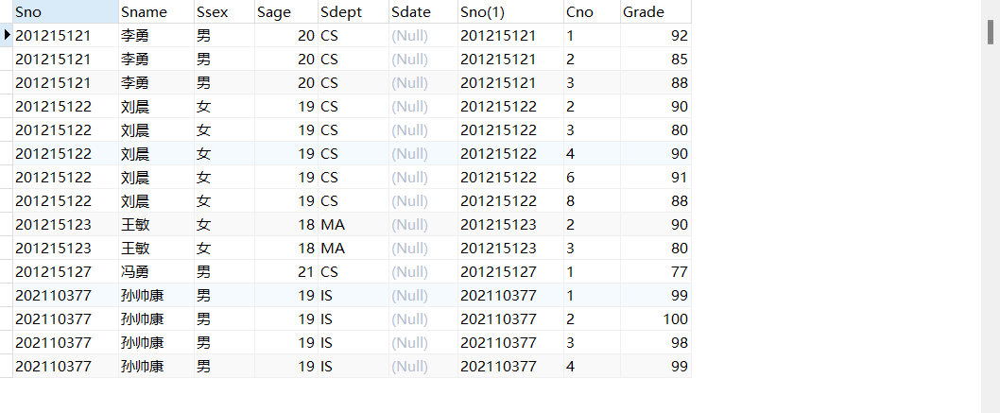 Sno Sname Ssex Sage Sdept Sdate Sno(1) Cno Grade
201215121 李勇 男 20 CS (Null) 201215121 1 92
201215121 李勇 男 20 CS (Null) 201215121 2 85
201215121 李勇 男 20 CS (Null) 201215121 3 88
201215122 刘晨 女 19 CS (Null) 201215122 2 90
201215122 刘晨 女 19 CS (Null) 201215122 3 80
201215122 刘晨 女 19 CS (Null) 201215122 4 90
201215122 刘晨 女 19 CS (Null) 201215122 6 91
201215122 刘晨 女 19 CS (Null) 201215122 8 88
201215123 王敏 女 18 MA (Null) 201215123 2 90
201215123 王敏 女 18 MA (Null) 201215123 3 80
201215127 冯勇 男 21 CS (Null) 201215127 1 77
202110377 孙帅康 男 19 IS (Null) 202110377 1 99
202110377 孙帅康 男 19 IS (Null) 202110377 2 100
202110377 孙帅康 男 19 IS (Null) 202110377 3 98
202110377 孙帅康 男 19 IS (Null) 202110377 4 99